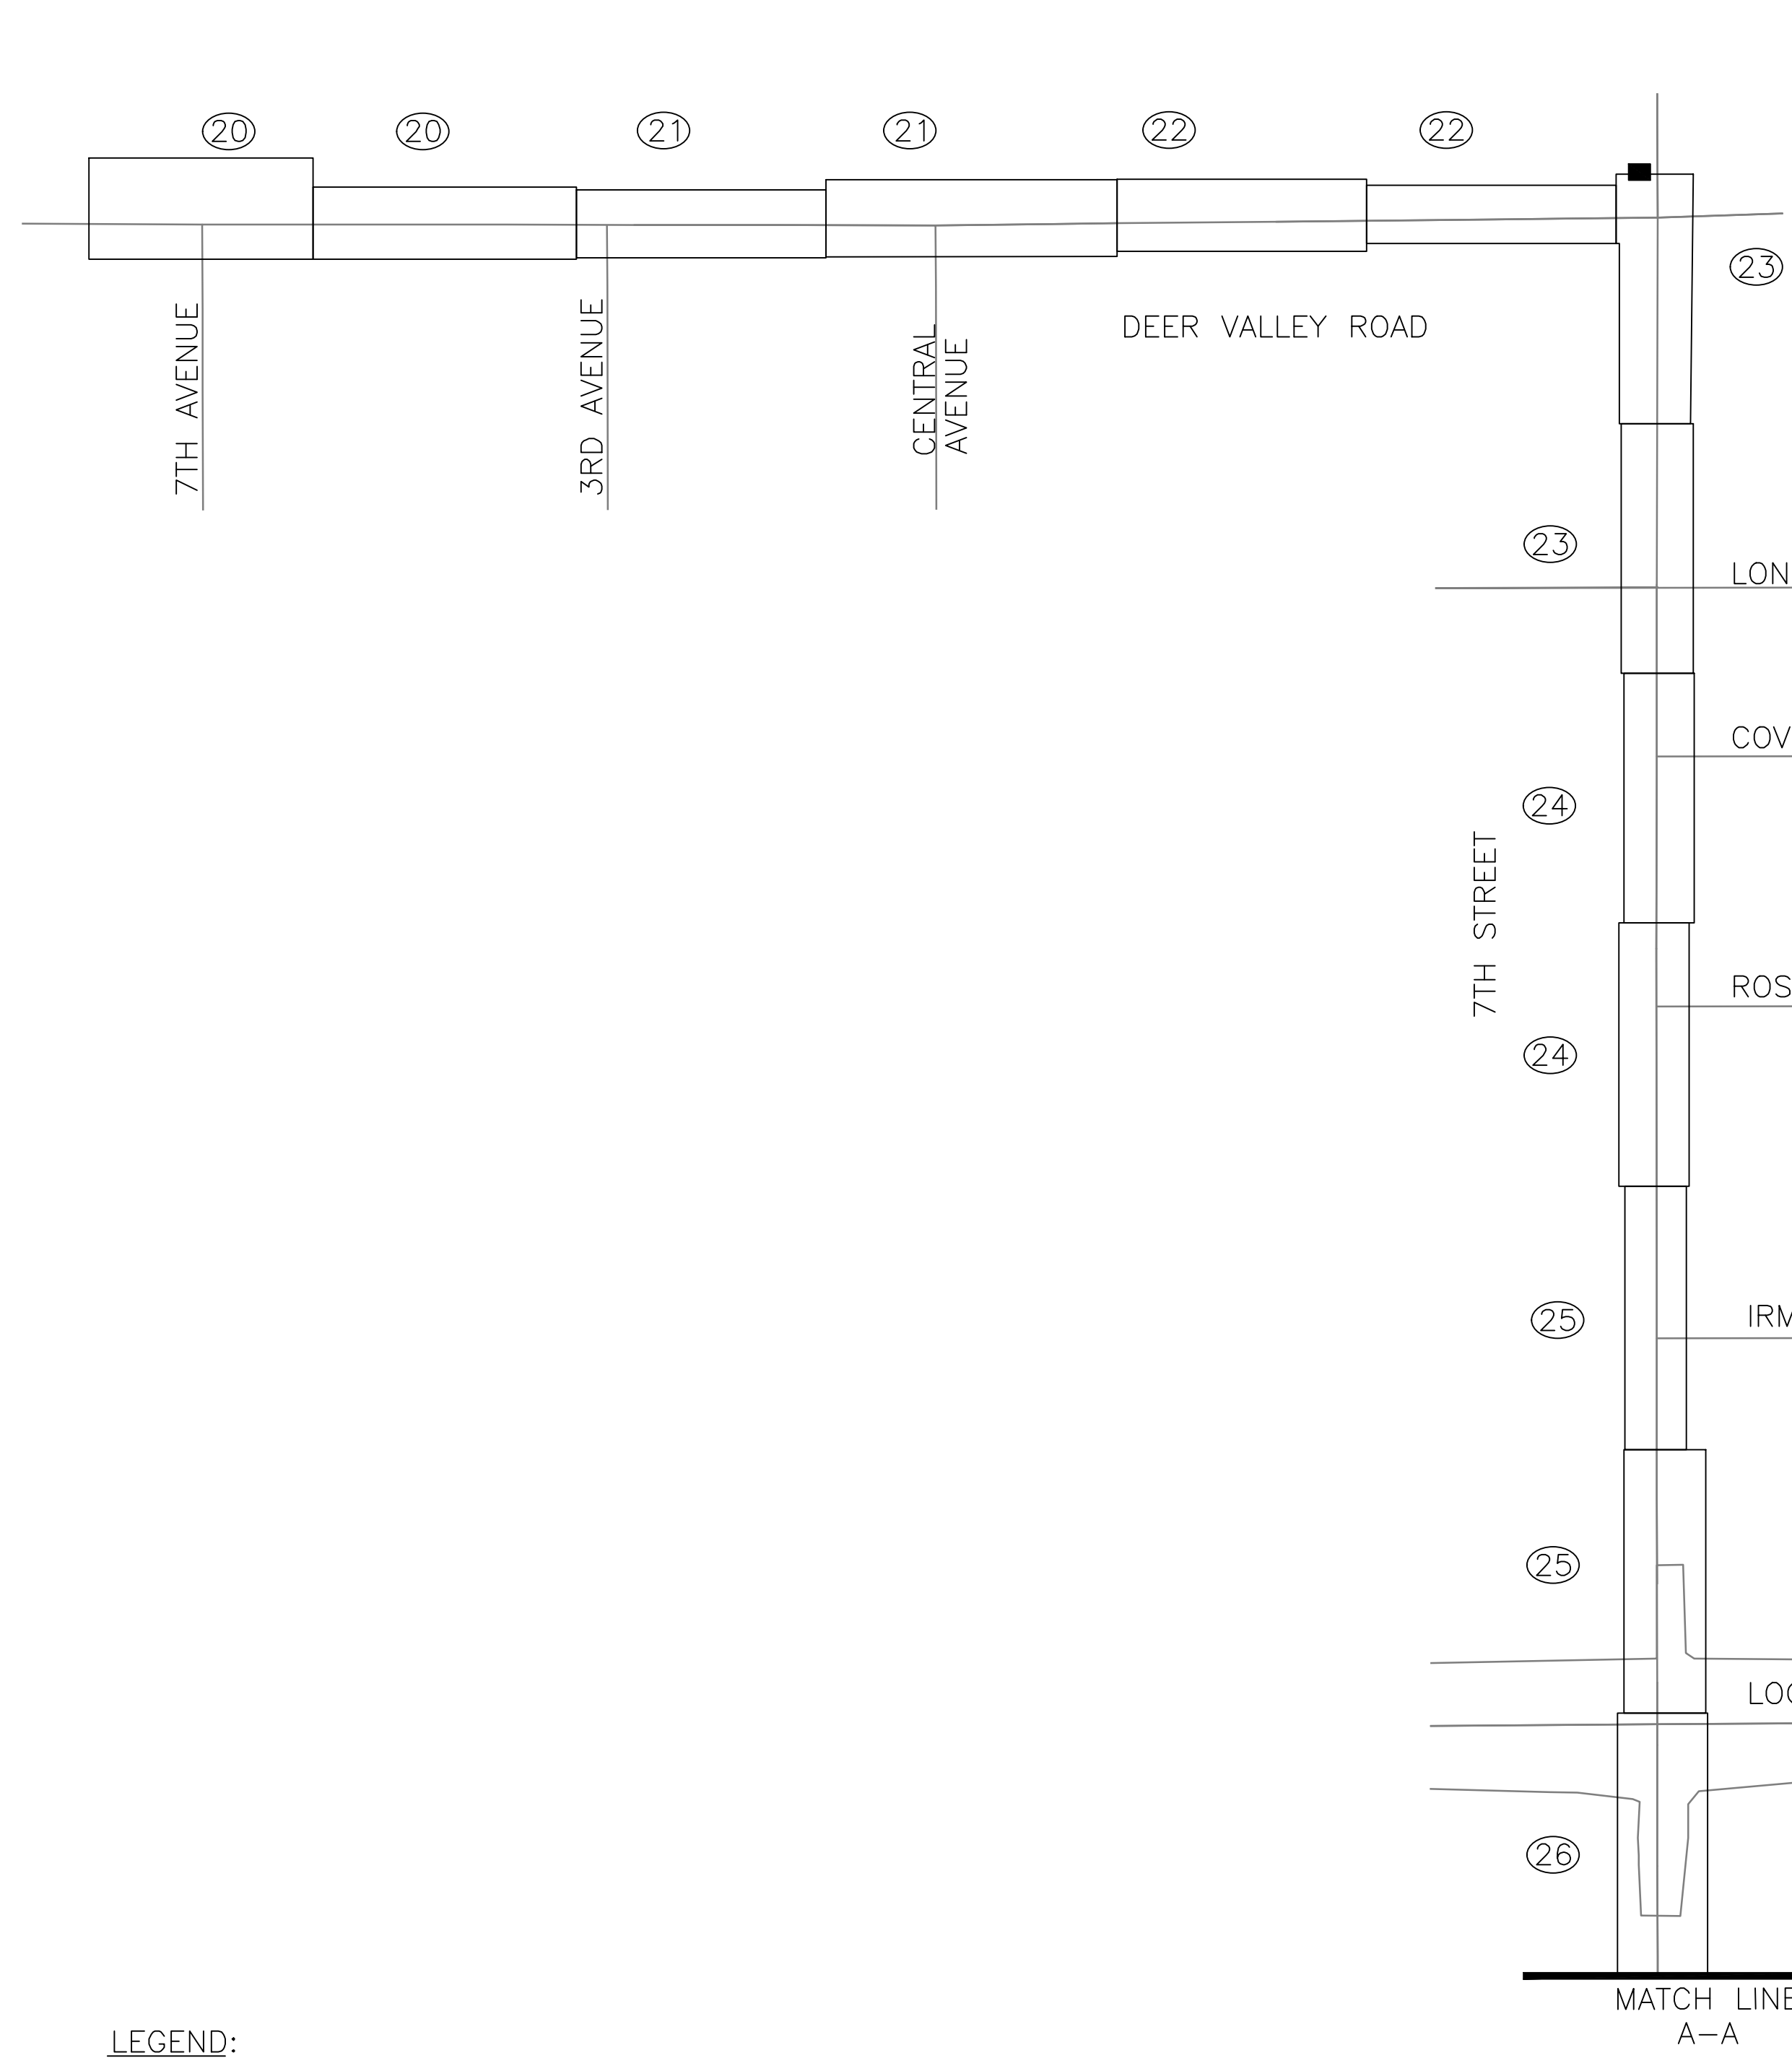 20
20
21
21
22
22
23
DEER VALLEY ROAD
7TH AVENUE
3RD AVENUE
CENTRAL
AVENUE
23
LON
COV
24
7TH STREET
ROS
24
IRM
25
25
LOO
26
MATCH LINE
A-A
LEGEND: